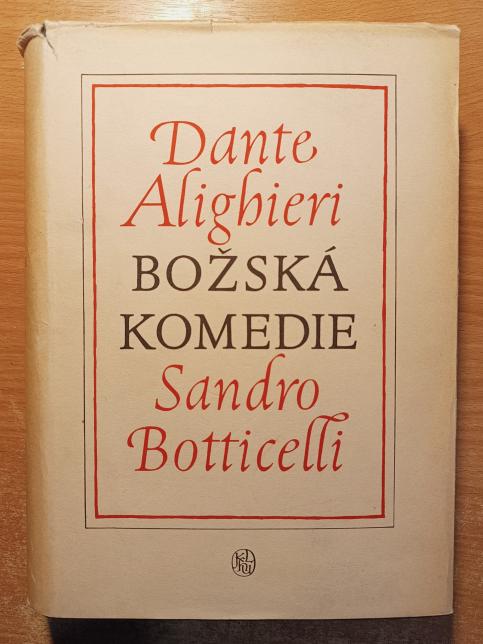 Dante
Alighieri
BOŽSKÁ
KOMEDIE
Sandro
Botticelli